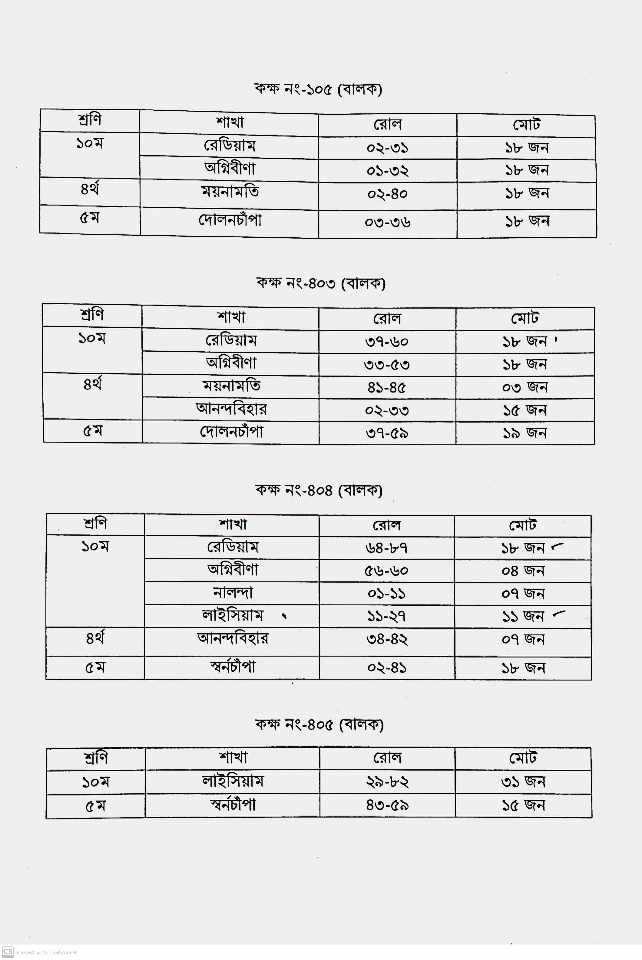 কক্ষ নং-১০৫ (বালক)
শ্রণি শাখা রোল মোট
১০ম রেডিয়াম ০২-৩১ ১৮ জন
অগ্নিবীণা ০১-৩২ ১৮ জন
৪র্থ ময়নামতি ০২-৪০ ১৮ জন
৫ম দোলনচাঁপা ০৩-৩৬ ১৮ জন
কক্ষ নং-৪০৩ (বালক)
শ্রণি শাখা রোল মোট
১০ম রেডিয়াম ৩৭-৬০ ১৮ জন
অগ্নিবীণা ৩৩-৫৩ ১৮ জন
৪র্থ ময়নামতি ৪১-৪৫ ০৩ জন
আনন্দবিহার ০২-৩৩ ১৫ জন
৫ম দোলনচাঁপা ৩৭-৫৯ ১৯ জন
কক্ষ নং-৪০৪ (বালক)
শ্রণি শাখা রোল মোট
১০ম রেডিয়াম ৬৪-৮৭ ১৮ জন
অগ্নিবীণা ৫৬-৬০ ০৪ জন
নালন্দা ০১-১১ ০৭ জন
লাইসিয়াম ১১-২৭ ১১ জন
৪র্থ আনন্দবিহার ৩৪-৪২ ০৭ জন
৫ম স্বর্নচাঁপা ০২-৪১ ১৮ জন
কক্ষ নং-৪০৫ (বালক)
শ্রণি শাখা রোল মোট
১০ম লাইসিয়াম ২৯-৮২ ৩১ জন
৫ম স্বর্নচাঁপা ৪৩-৫৯ ১৫ জন
CS